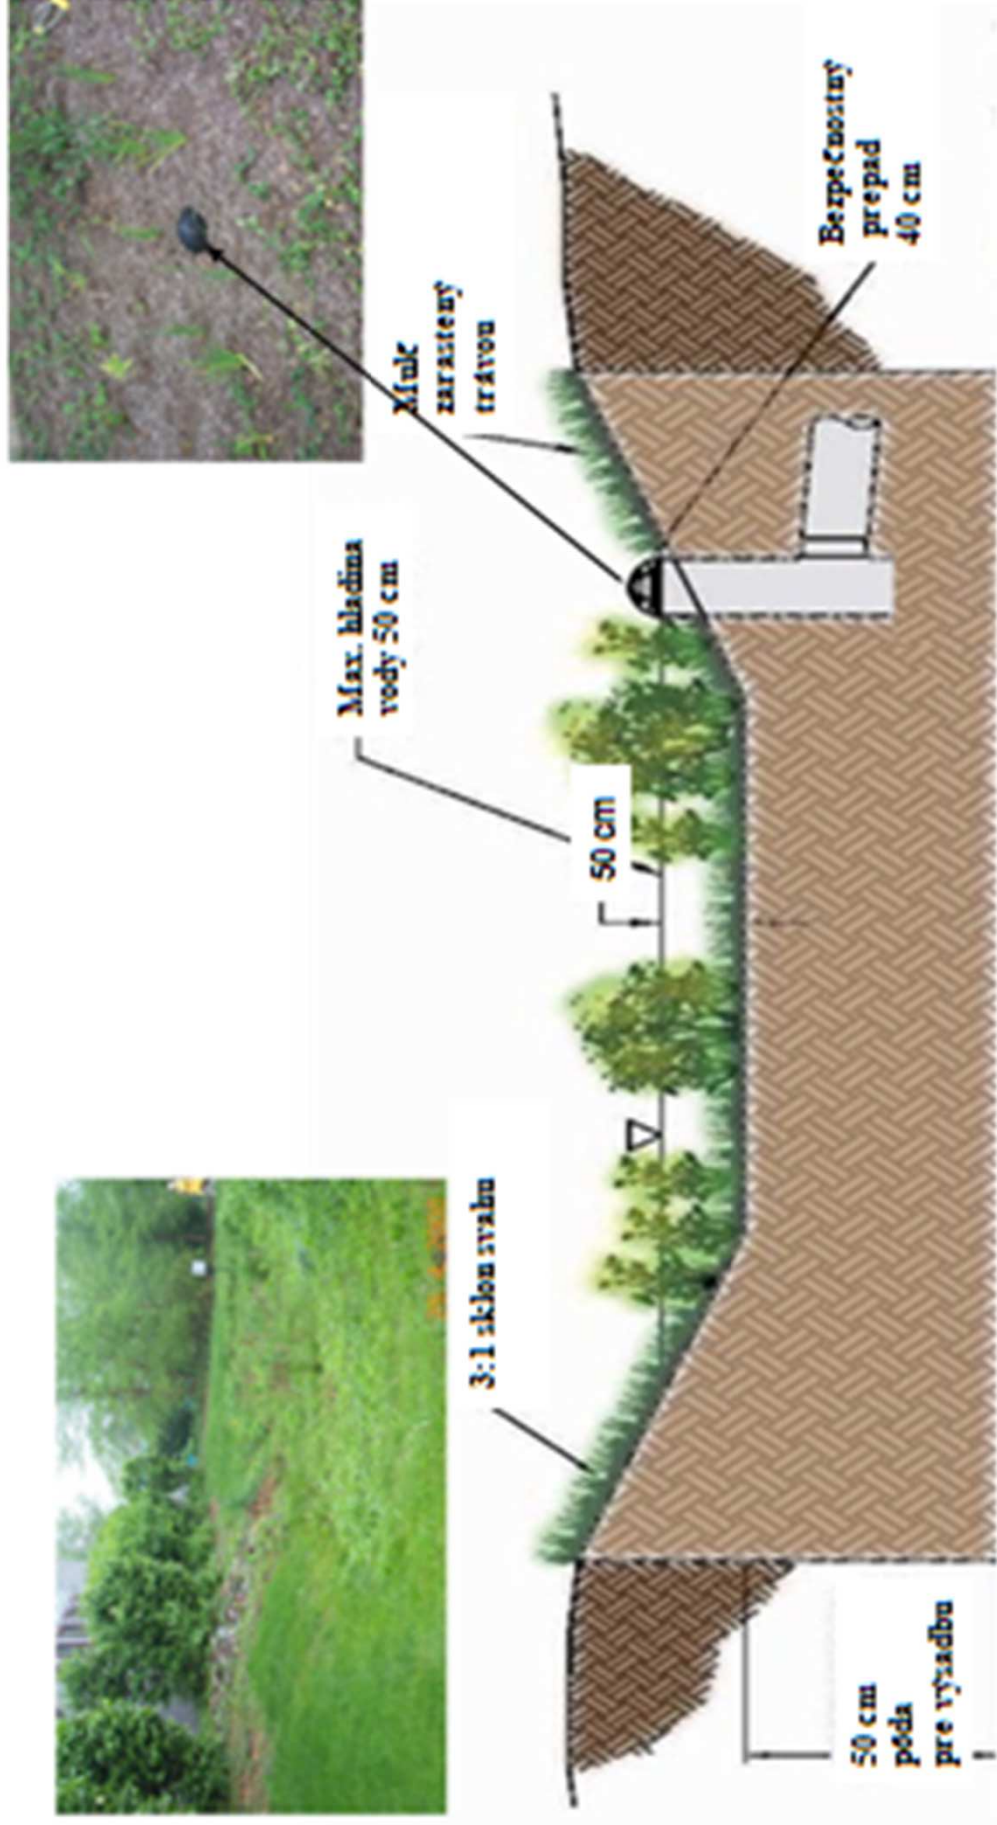 3:1 sklon svahu
Max. hladina
vody 50 cm
Mulč
zarastený
trávou
50 cm
Bezpečnostný
prepad
40 cm
50 cm
pôda
pre výsadbu